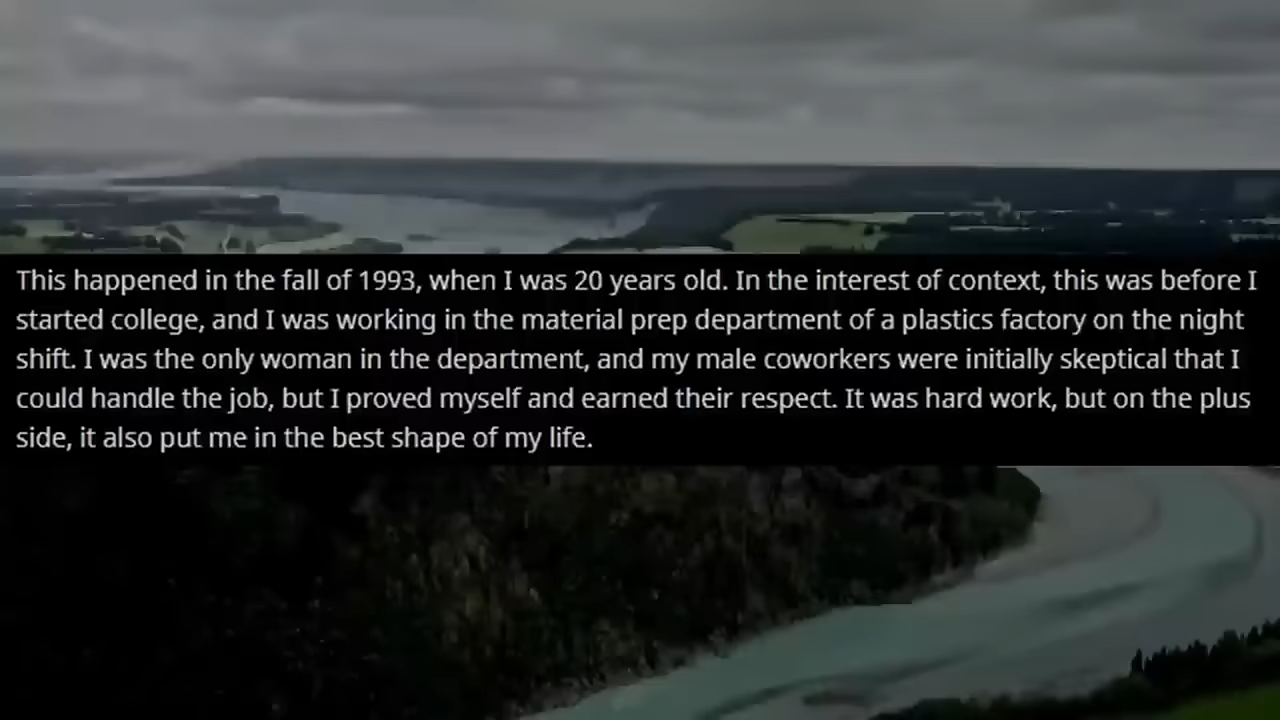 This happened in the fall of 1993, when I was 20 years old. In the interest of context, this was before I
started college, and I was working in the material prep department of a plastics factory on the night
shift. I was the only woman in the department, and my male coworkers were initially skeptical that I
could handle the job, but I proved myself and earned their respect. It was hard work, but on the plus
side, it also put me in the best shape of my life.